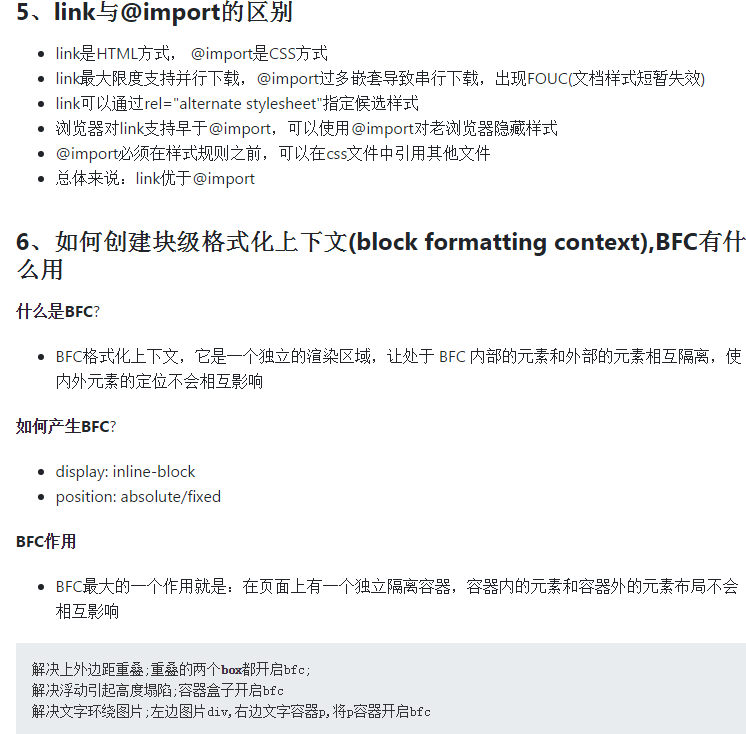 5、link与@import的区别
link是HTML方式， @import是CSS方式
link最大限度支持并行下载，@import过多嵌套导致串行下载，出现FOUC(文档样式短暂失效)
link可以通过rel="alternate stylesheet"指定候选样式
浏览器对link支持早于@import，可以使用@import对老浏览器隐藏样式
@import必须在样式规则之前，可以在css文件中引用其他文件
总体来说：link优于@import
6、如何创建块级格式化上下文(block formatting context),BFC有什
么用
什么是BFC?
BFC格式化上下文，它是一个独立的渲染区域，让处于 BFC 内部的元素和外部的元素相互隔离，使
内外元素的定位不会相互影响
如何产生BFC?
display: inline-block
position: absolute/fixed
BFC作用
BFC最大的一个作用就是：在页面上有一个独立隔离容器，容器内的元素和容器外的元素布局不会
相互影响
解决上外边距重叠;重叠的两个box都开启bfc;
解决浮动引起高度塌陷;容器盒子开启bfc
解决文字环绕图片;左边图片div,右边文字容器p,将p容器开启bfc